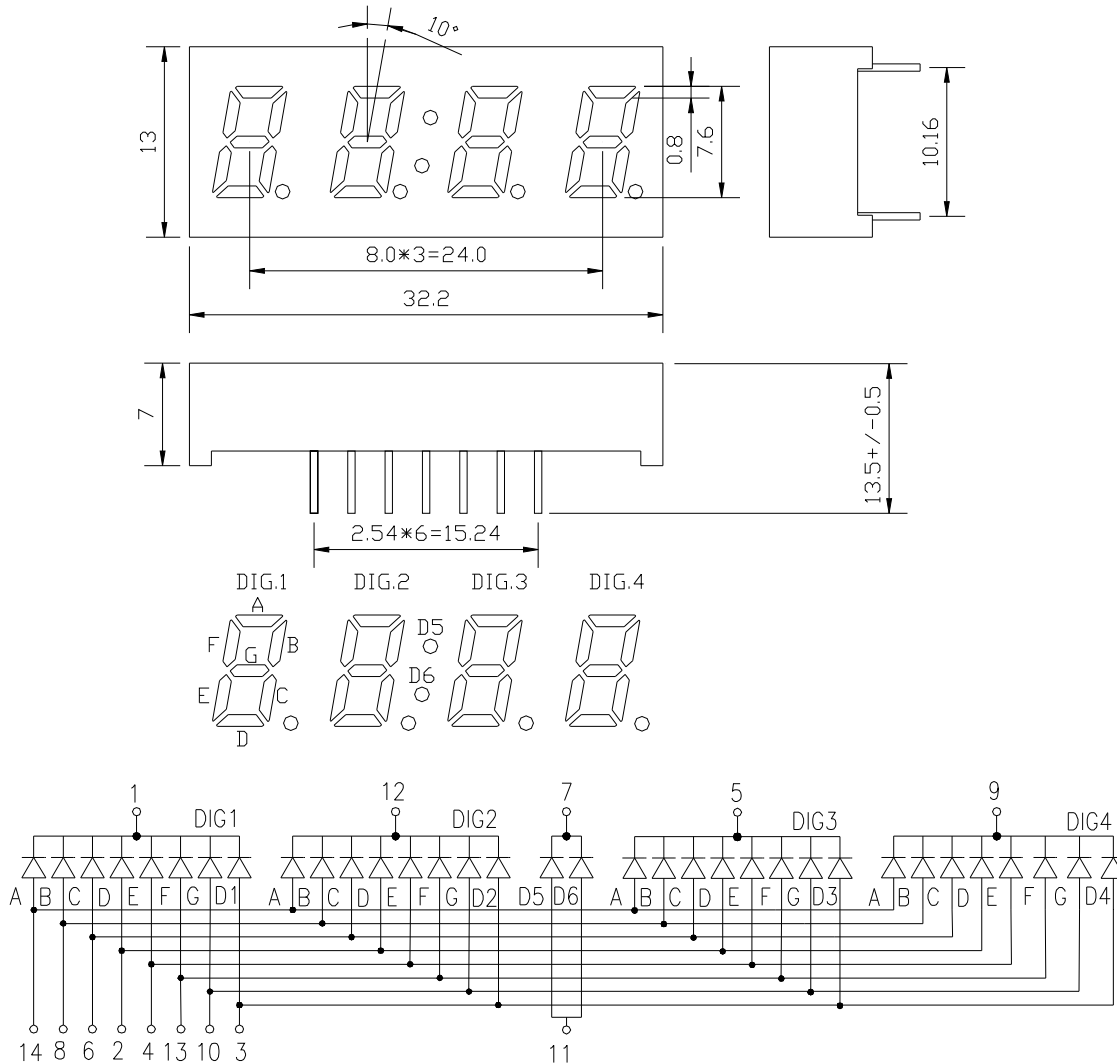 10°
13
0.8
7.6
10.16
8.0*3=24.0
32.2
7
13.5+/-0.5
2.54*6=15.24
DIG.1 DIG.2 DIG.3 DIG.4
A
F B D5
G
E C D6
D
1 12 7 5 9
DIG1 DIG2 DIG3 DIG4
A B C D E F G D1 A B C D E F G D2 D5 D6 A B C D E F G D3 A B C D E F G D4
14 8 6 2 4 13 10 3 11